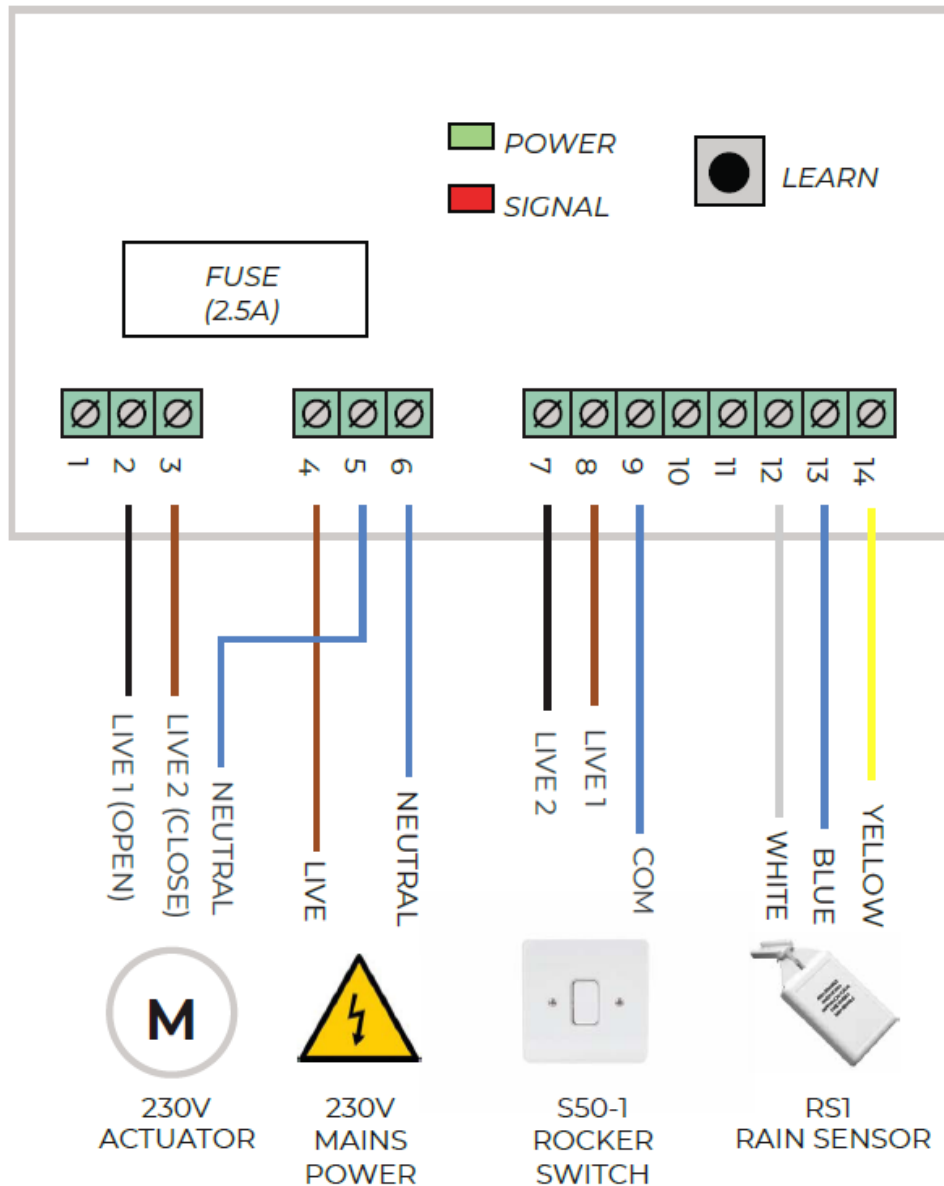 POWER
SIGNAL
LEARN
FUSE
(2.5A)
1
2
3
4
5
6
7
8
9
10
11
12
13
14
LIVE 1 (OPEN)
LIVE 2 (CLOSE)
NEUTRAL
LIVE
NEUTRAL
LIVE 2
LIVE 1
COM
WHITE
BLUE
YELLOW
M
230V
ACTUATOR
230V
MAINS
POWER
S50-1
ROCKER
SWITCH
RS1
RAIN SENSOR